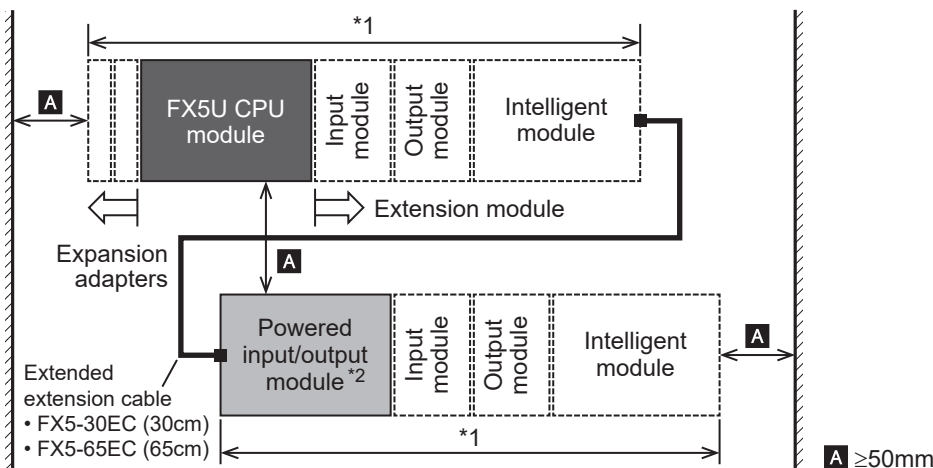 *1
A
FX5U CPU
module
Input
module
Output
module
Intelligent
module
Extension module
Expansion
adapters
A
Powered
input/output
module *2
Input
module
Output
module
Intelligent
module
A
Extended
extension cable
• FX5-30EC (30cm)
• FX5-65EC (65cm)
*1
A ≥50mm